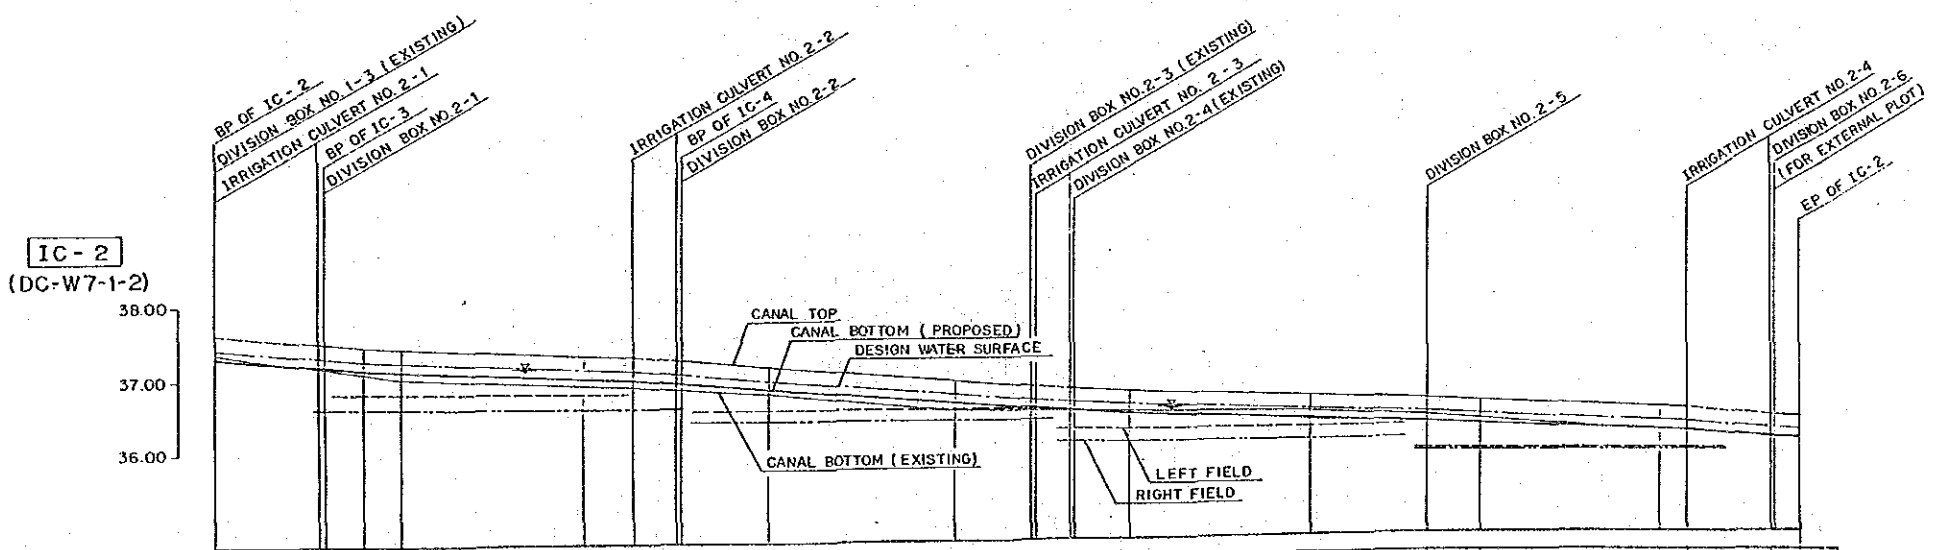 BP OF IC-2
DIVISION BOX NO. 1-3 (EXISTING)
IRRIGATION CULVERT NO. 2-1
BP OF IC-3
DIVISION BOX NO. 2-1
IRRIGATION CULVERT NO. 2-2
BP OF IC-4
DIVISION BOX NO. 2-2
DIVISION BOX NO. 2-3 (EXISTING)
IRRIGATION CULVERT NO. 2-3
DIVISION BOX NO. 2-4 (EXISTING)
DIVISION BOX NO. 2-5
IRRIGATION CULVERT NO. 2-4
DIVISION BOX NO. 2-6
(FOR EXTERNAL PLOT)
EP OF IC-2
IC-2
(DC-W7-1-2)
38.00
37.00
36.00
CANAL TOP
CANAL BOTTOM (PROPOSED)
DESIGN WATER SURFACE
CANAL BOTTOM (EXISTING)
LEFT FIELD
RIGHT FIELD